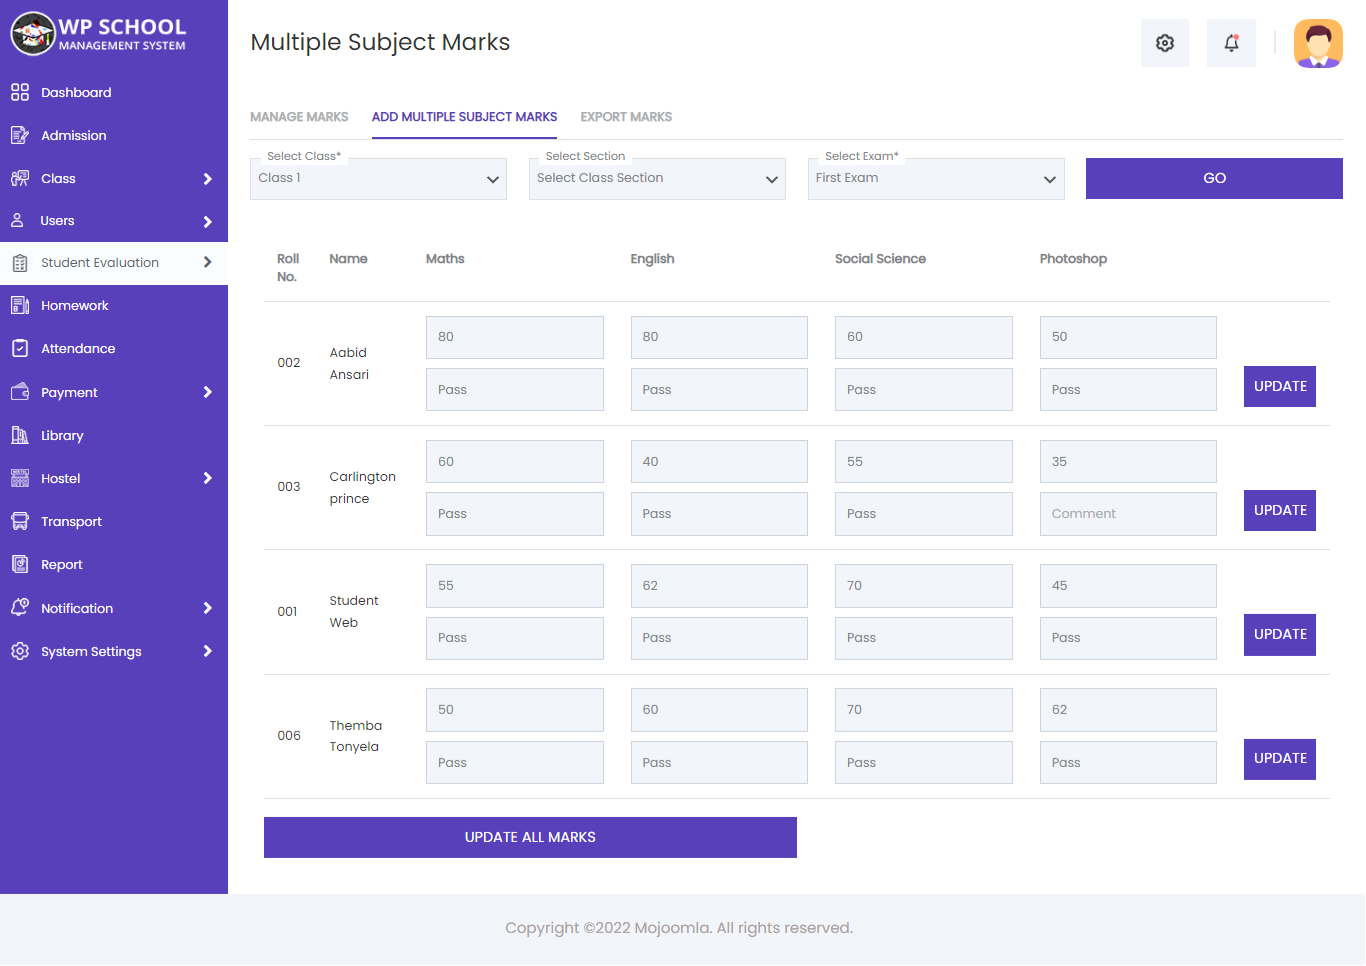 WP SCHOOL
MANAGEMENT SYSTEM
Dashboard
Admission
Class
Users
Student Evaluation
Homework
Attendance
Payment
Library
Hostel
Transport
Report
Notification
System Settings
Multiple Subject Marks
MANAGE MARKS ADD MULTIPLE SUBJECT MARKS EXPORT MARKS
Select Class* Select Section Select Exam*
Class 1 Select Class Section First Exam GO
Roll Name Maths English Social Science Photoshop
No.
80 80 60 50
002 Aabid
Ansari
Pass Pass Pass Pass UPDATE
60 40 55 35
003 Carlington
prince
Pass Pass Pass Comment UPDATE
55 62 70 45
001 Student
Web
Pass Pass Pass Pass UPDATE
50 60 70 62
006 Themba
Tonyela
Pass Pass Pass Pass UPDATE
UPDATE ALL MARKS
Copyright ©2022 Mojoomla. All rights reserved.